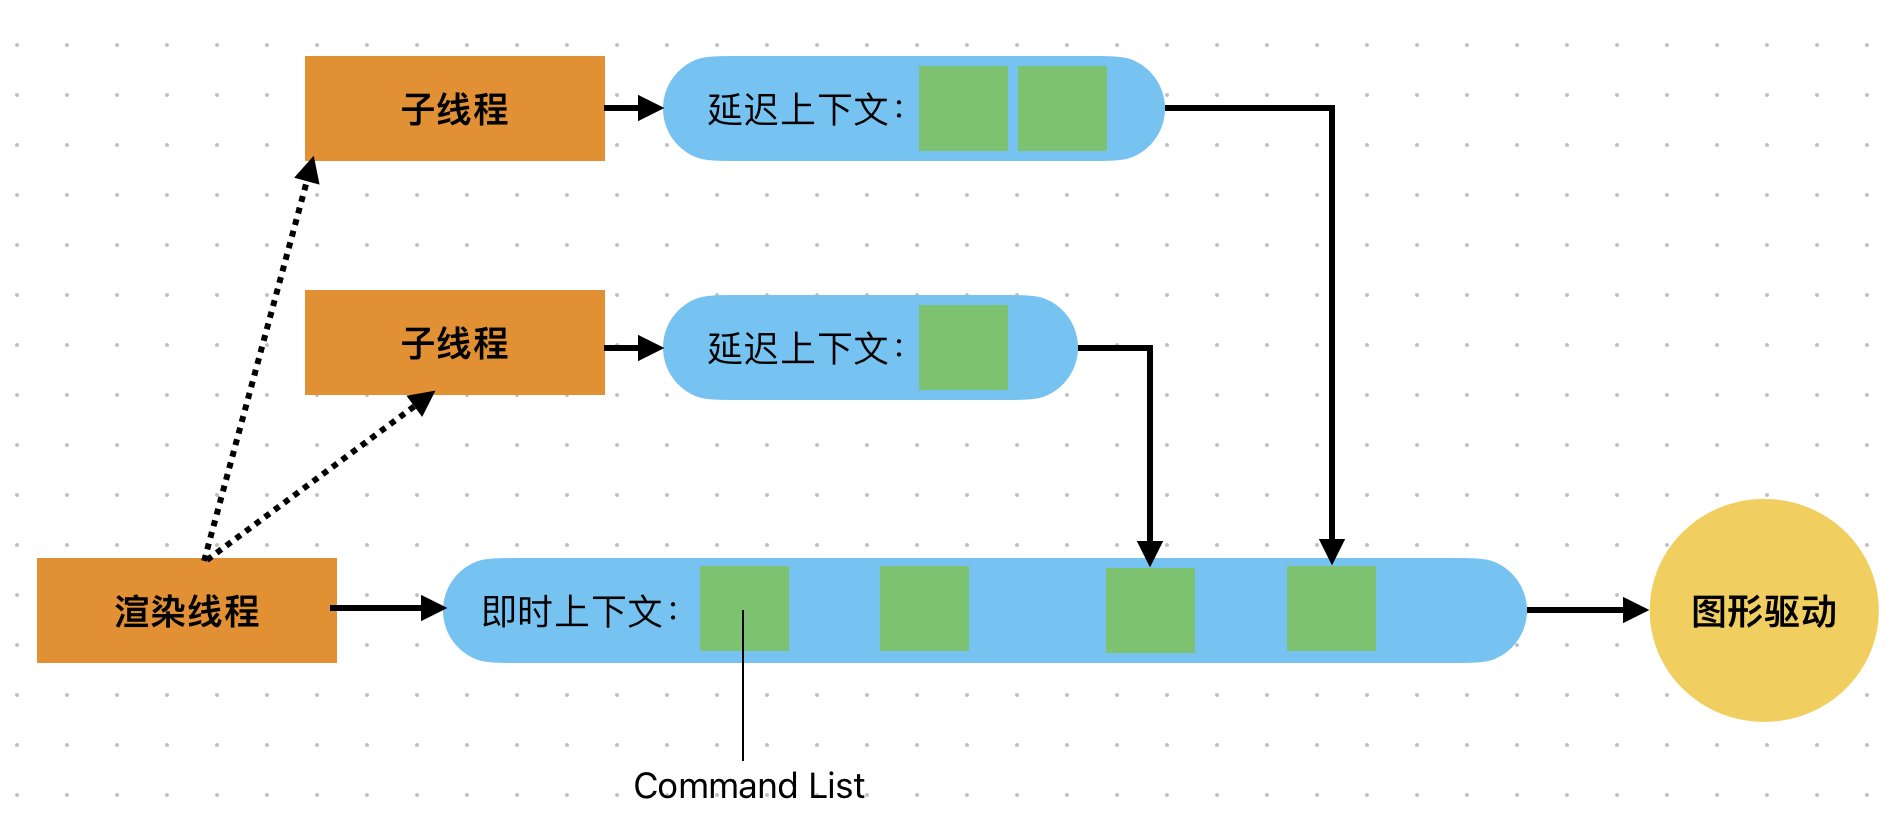 子线程
延迟上下文：
子线程
延迟上下文：
渲染线程
即时上下文：
图形驱动
Command List